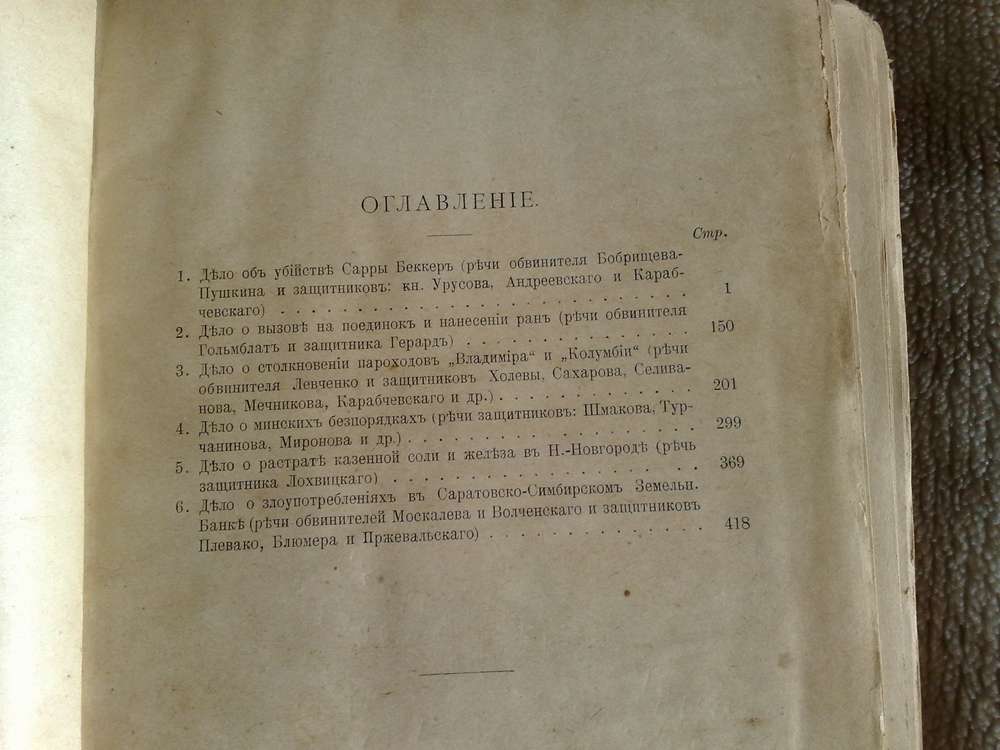 ОГЛАВЛЕНІЕ.
Стр.
1. Дѣло объ убійствѣ Сарры Беккеръ (рѣчи обвинителя Бобрищева-
Пушкина и защитниковъ: кн. Урусова, Андреевскаго и Караб-
чевскаго) . . . . . . . . . . . . . . . . . . . . . . 1
2. Дѣло о вызовѣ на поединокъ и нанесеніи ранъ (рѣчи обвинителя
Гольмблатъ и защитника Герардъ) . . . . . . . . . . . 150
3. Дѣло о столкновеніи пароходовъ „Владиміра“ и „Колумбіи“ (рѣчи
обвинителя Левченко и защитниковъ Холевы, Сахарова, Селива-
нова, Мечникова, Карабчевскаго и др.) . . . . . . . . . 201
4. Дѣло о минскихъ безпорядкахъ (рѣчи защитниковъ: Шмакова, Тур-
чанинова, Миронова и др.) . . . . . . . . . . . . . . 299
5. Дѣло о растратѣ казенной соли и желѣза въ Н.-Новгородѣ (рѣчь
защитника Лохвицкаго) . . . . . . . . . . . . . . . 369
6. Дѣло о злоупотребленіяхъ въ Саратовско-Симбирскомъ Земельн.
Банкѣ (рѣчи обвинителей Москалева и Волченскаго и защитниковъ
Плевако, Блюмера и Пржевальскаго) . . . . . . . . . . 418